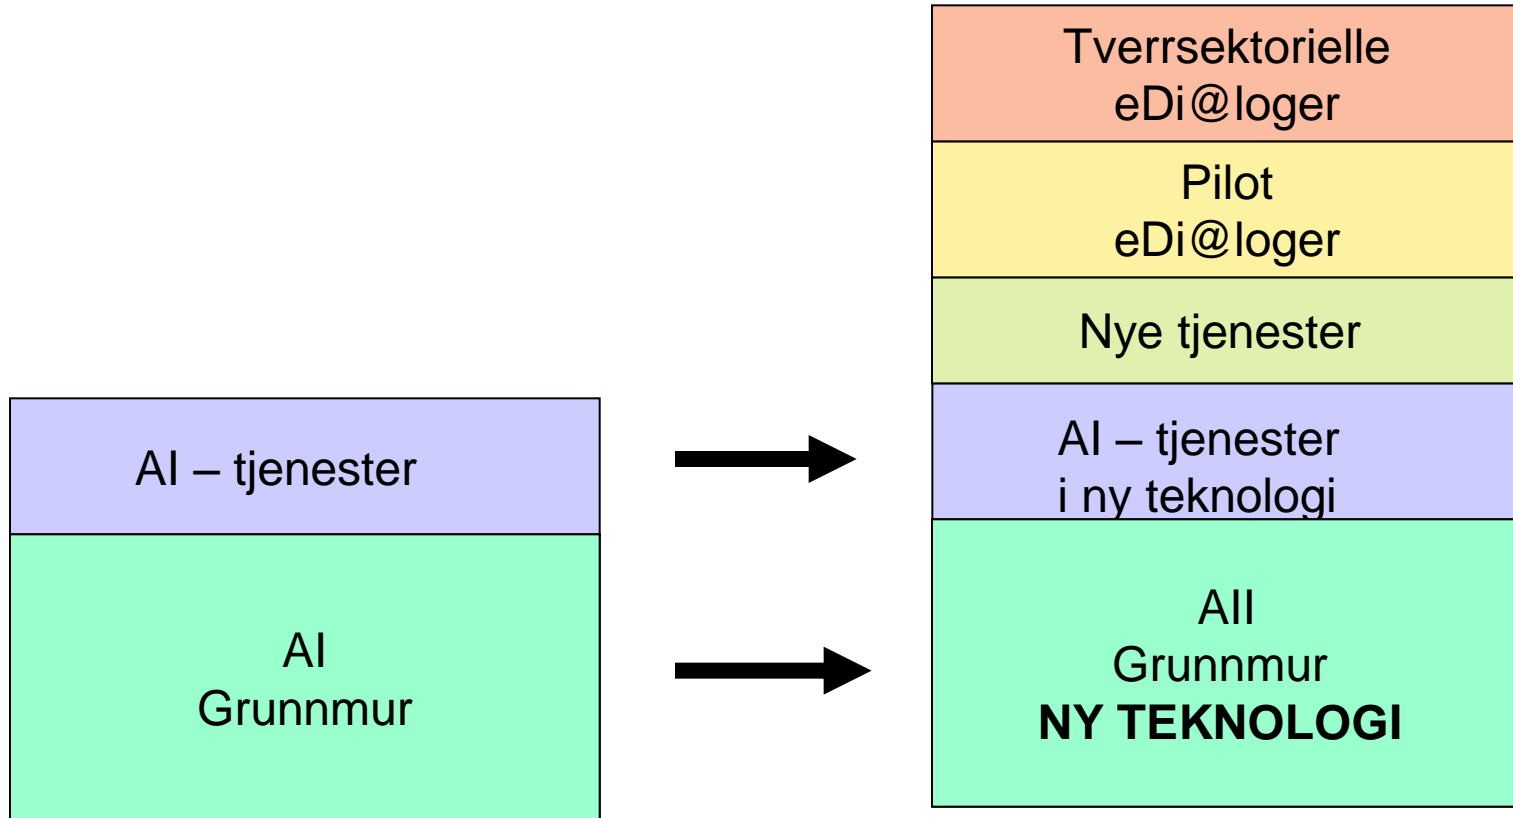 AI – tjenester
AI
Grunnmur
Tverrsektorielle
eDi@loger
Pilot
eDi@loger
Nye tjenester
AI – tjenester
i ny teknologi
AII
Grunnmur
NY TEKNOLOGI